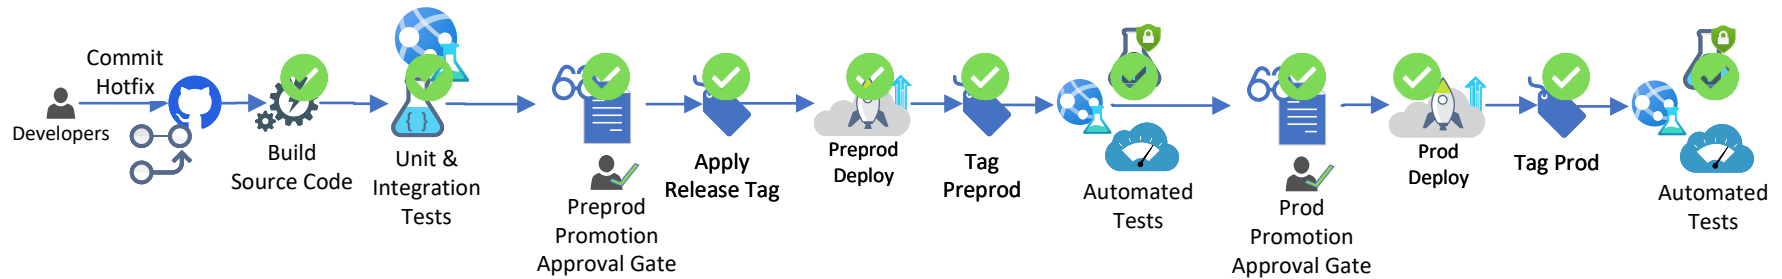 Commit
Hotfix
Developers
Build
Source Code
{ }
Unit &
Integration
Tests
Preprod
Promotion
Approval Gate
Apply
Release Tag
Preprod
Deploy
Tag
Preprod
Automated
Tests
Prod
Promotion
Approval Gate
Prod
Deploy
Tag Prod
Automated
Tests